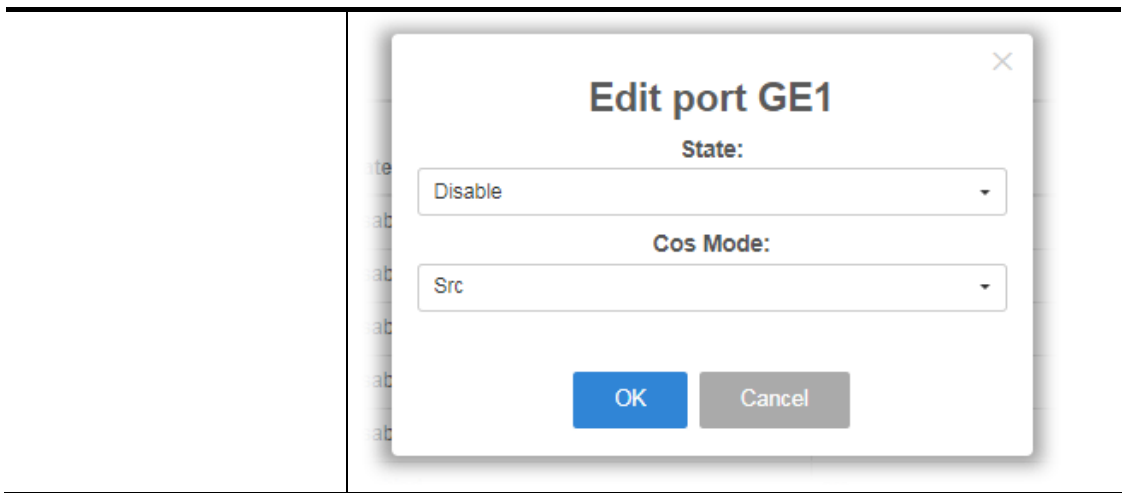 Edit port GE1
State:
Disable
Cos Mode:
Src
OK
Cancel